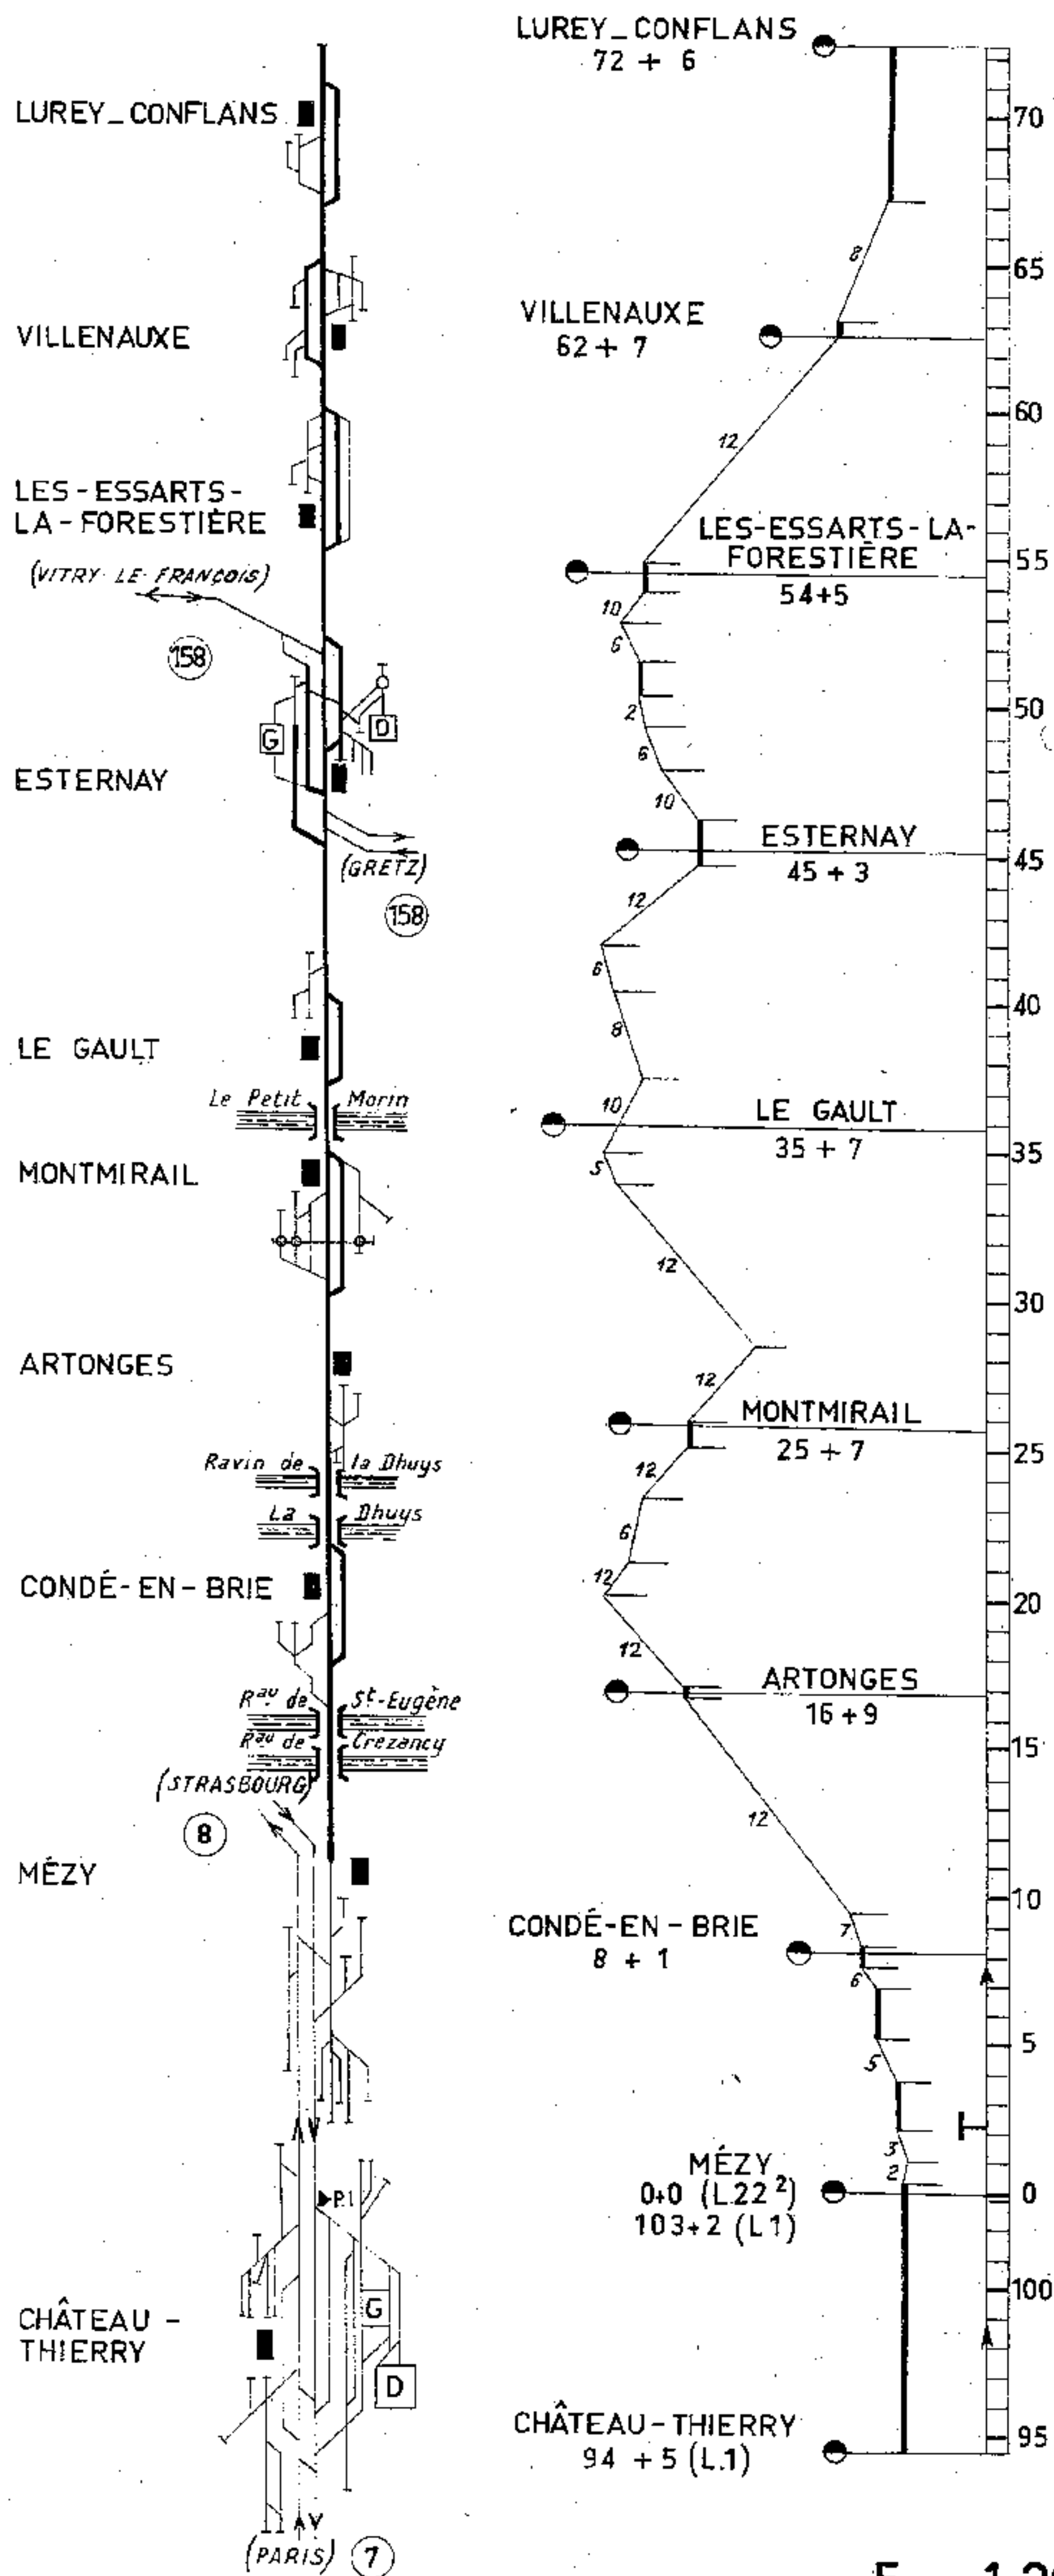 LUREY_CONFLANS
VILLENAUXE
LES-ESSARTS-
LA-FORESTIÈRE
(VITRY-LE-FRANÇOIS)
158
G
D
ESTERNAY
(GRETZ)
158
LE GAULT
Le Petit Morin
MONTMIRAIL
ARTONGES
Ravin de la Dhuys
La Dhuys
CONDÉ-EN-BRIE
Rau de St-Eugène
Rau de Crézancy
(STRASBOURG)
8
MÉZY
P.1
G
CHÂTEAU-
THIERRY
D
(PARIS) 7
LUREY_CONFLANS
72 + 6
70
8
65
VILLENAUXE
62 + 7
60
12
LES-ESSARTS-LA-
FORESTIÈRE
55
54+5
10
6
50
2
6
10
ESTERNAY
45
45 + 3
12
6
40
8
10
LE GAULT
35 + 7
35
5
12
30
12
MONTMIRAIL
25 + 7
25
12
6
12
20
12
ARTONGES
16+9
15
12
10
CONDÉ-EN-BRIE
8 + 1
7
6
5
5
3
MÉZY
2
0+0 (L.22²)
0
103+2 (L1)
100
CHÂTEAU-THIERRY
94 + 5 (L.1)
95